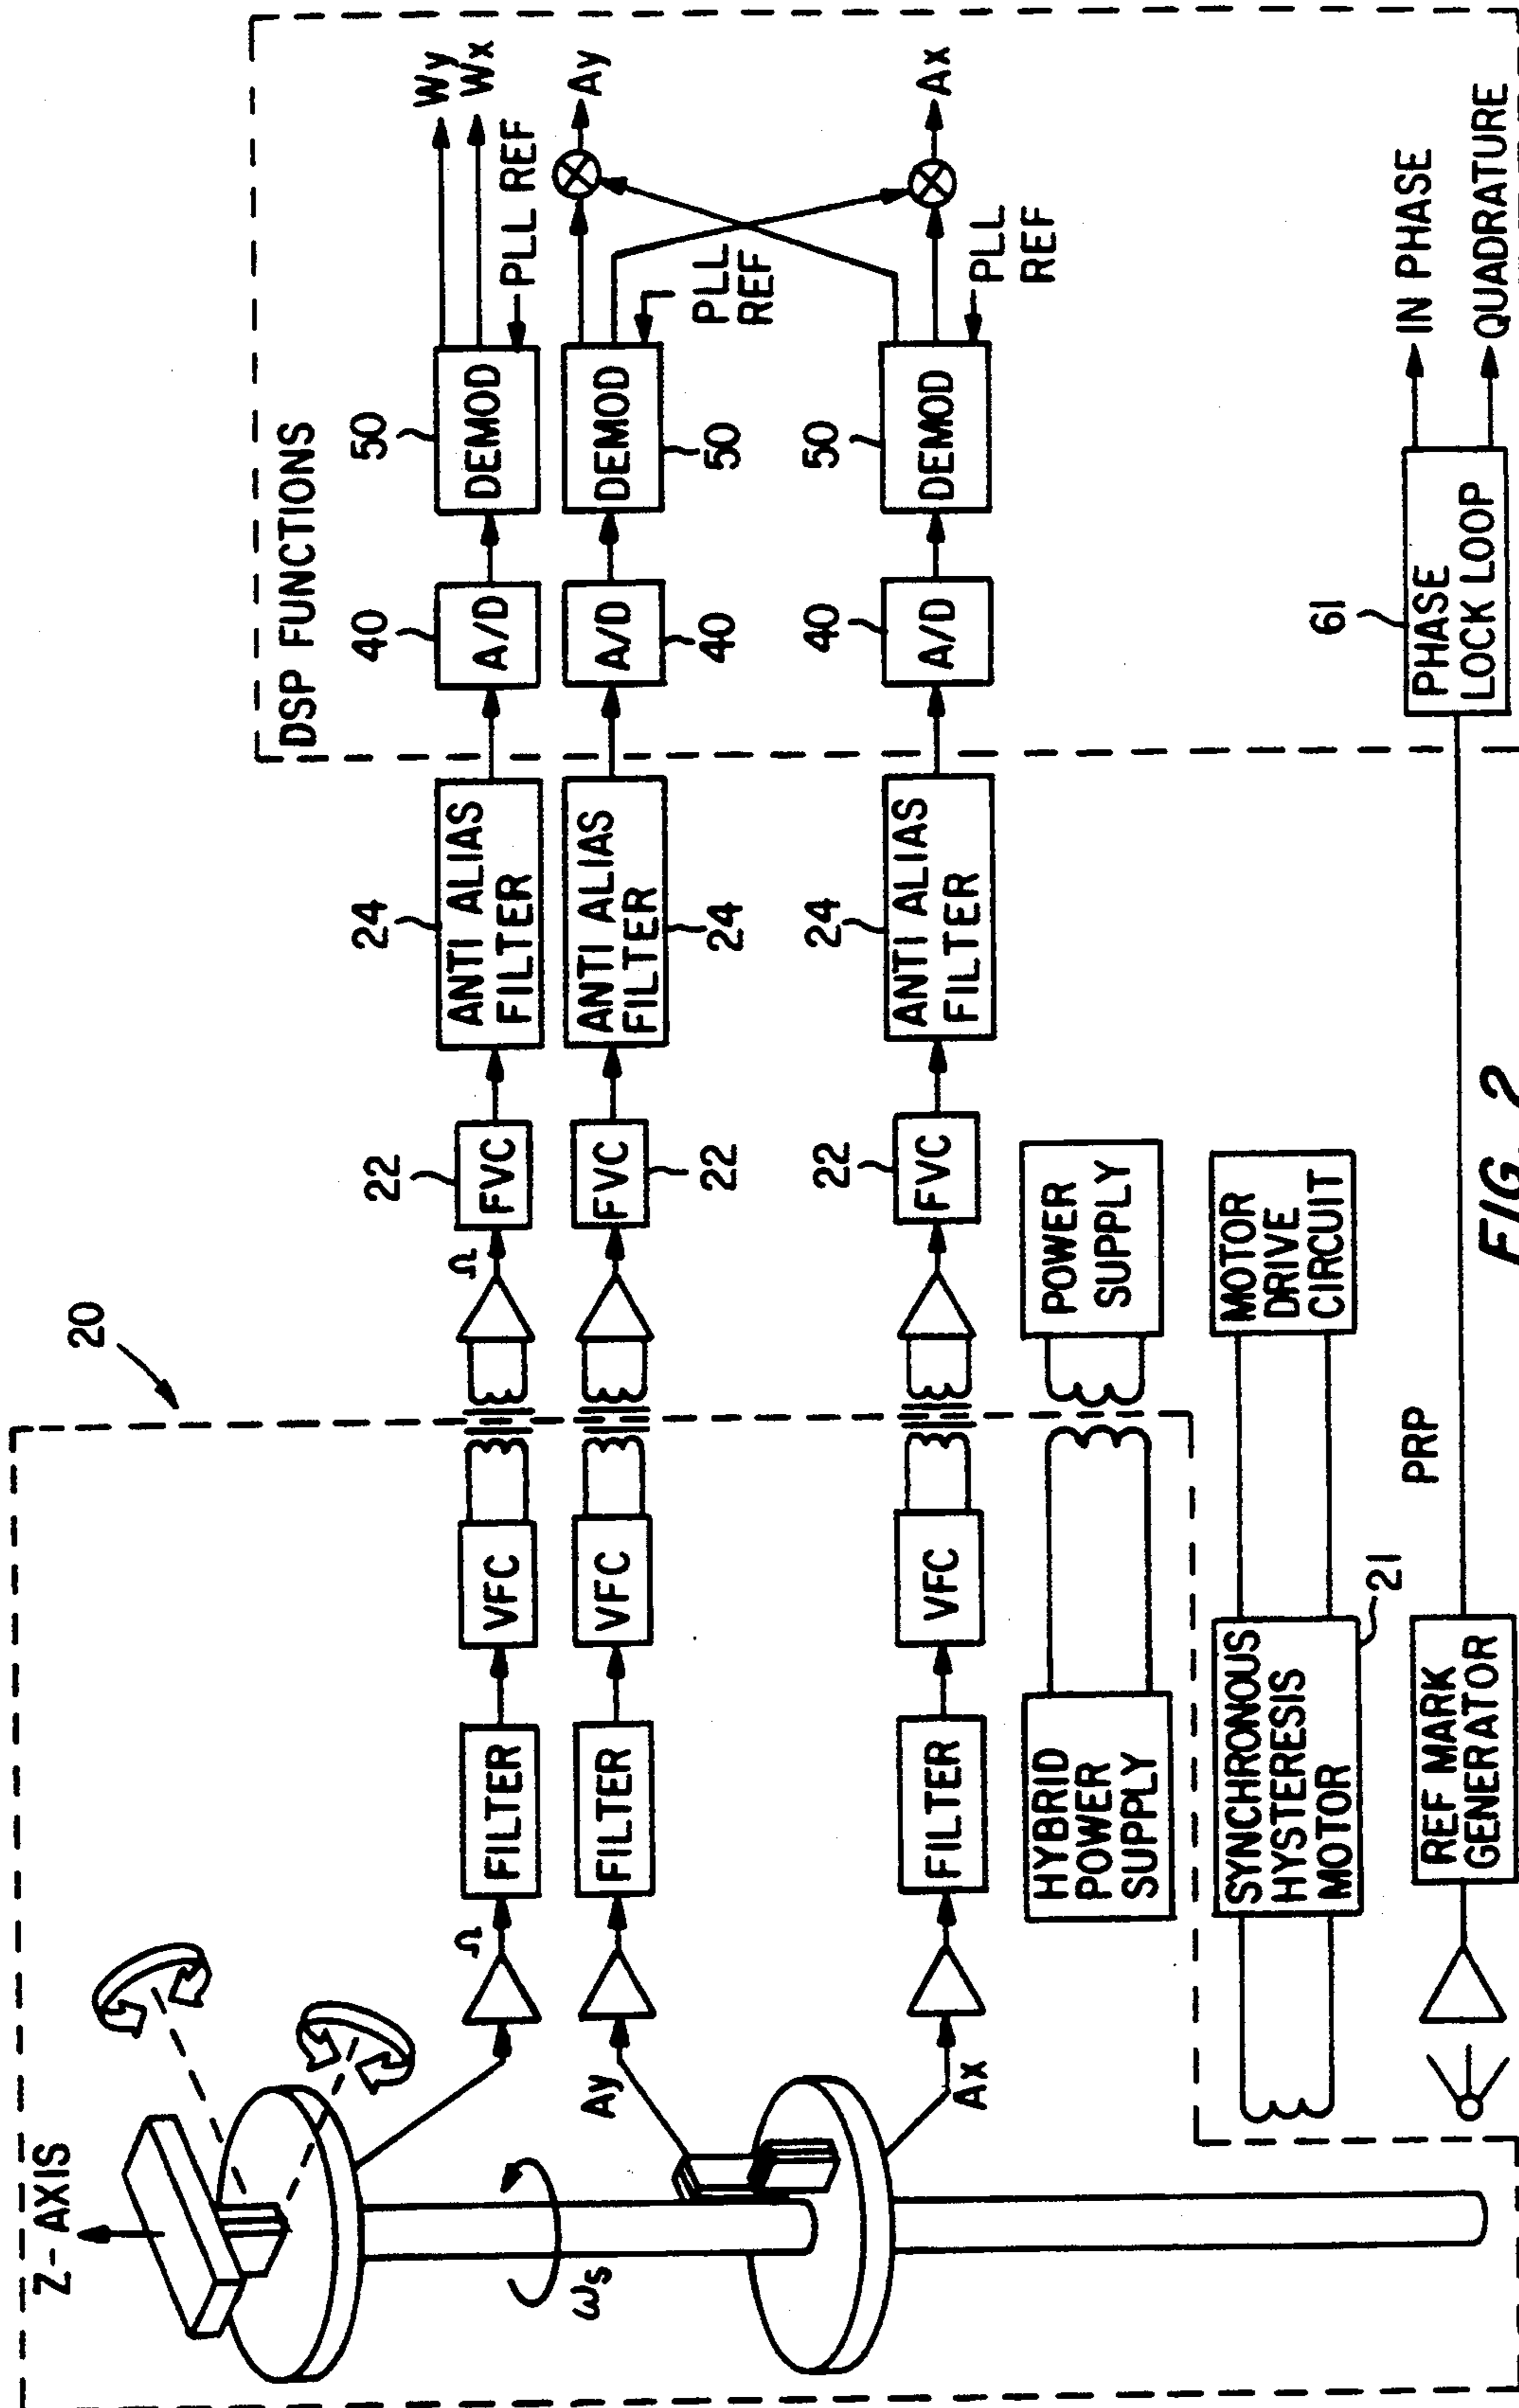 20
Z-AXIS
ωs
Ay
Ax
Ω
FILTER
VFC
Ω
22
FVC
24
ANTI ALIAS
FILTER
DSP FUNCTIONS
40
A/D
50
DEMOD
Wy
Wx
PLL REF
FILTER
VFC
FVC
22
ANTI ALIAS
FILTER
24
A/D
40
DEMOD
50
PLL
REF
Ay
FILTER
VFC
22
FVC
24
ANTI ALIAS
FILTER
40
A/D
50
DEMOD
PLL
REF
Ax
HYBRID
POWER
SUPPLY
POWER
SUPPLY
SYNCHRONOUS
HYSTERESIS
MOTOR
21
MOTOR
DRIVE
CIRCUIT
REF MARK
GENERATOR
PRP
61
PHASE
LOCK LOOP
IN PHASE
QUADRATURE
FIG. 2